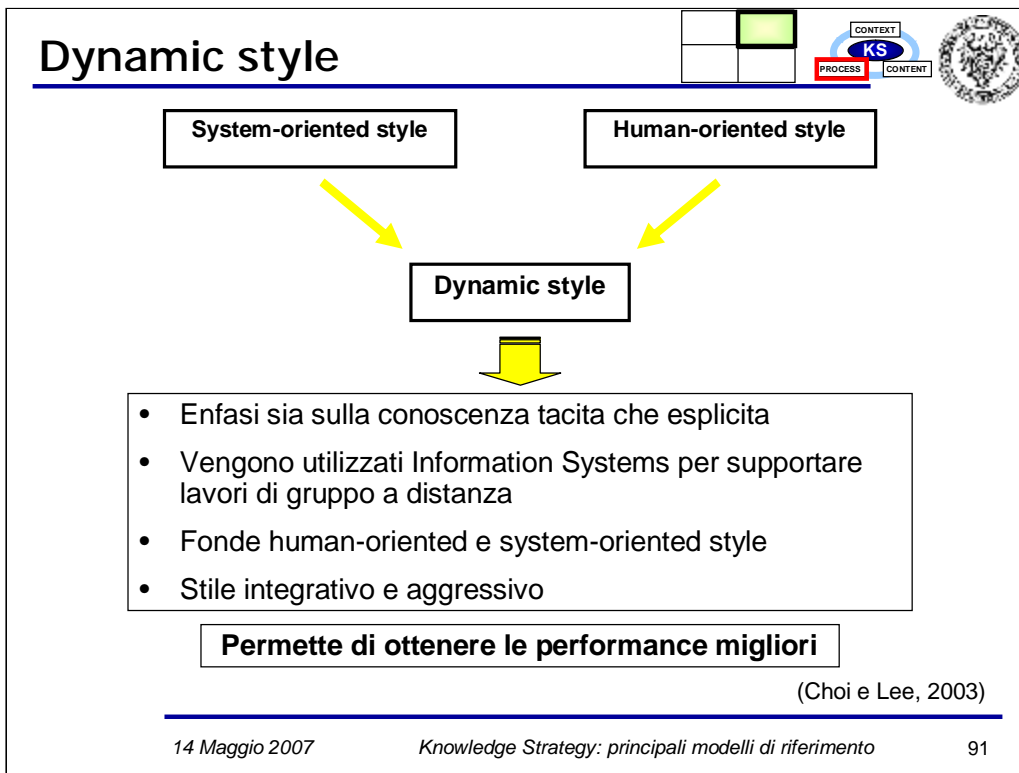 Dynamic style
CONTEXT
KS
PROCESS
CONTENT
System-oriented style
Human-oriented style
Dynamic style
• Enfasi sia sulla conoscenza tacita che esplicita
• Vengono utilizzati Information Systems per supportare
lavori di gruppo a distanza
• Fonde human-oriented e system-oriented style
• Stile integrativo e aggressivo
Permette di ottenere le performance migliori
(Choi e Lee, 2003)
14 Maggio 2007
Knowledge Strategy: principali modelli di riferimento
91